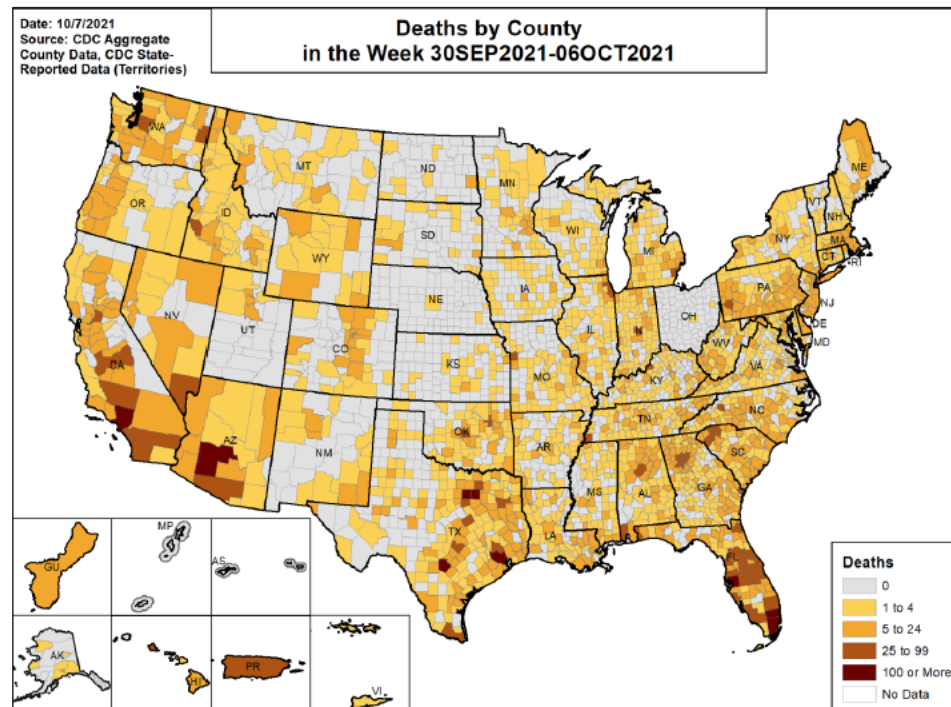 Date: 10/7/2021
Source: CDC Aggregate
County Data, CDC State-
Reported Data (Territories)
Deaths by County
in the Week 30SEP2021-06OCT2021
WA
MT
ND
MN
ME
OR
ID
SD
WI
MI
VT
NH
NY
MA
CT
RI
WY
IA
PA
NJ
NE
NV
UT
CO
IL
IN
OH
DE
MD
WV
VA
CA
KS
MO
KY
AZ
NM
OK
AR
TN
NC
SC
MS
AL
GA
TX
LA
FL
MP
AS
GU
AK
HI
PR
VI
Deaths
0
1 to 4
5 to 24
25 to 99
100 or More
No Data